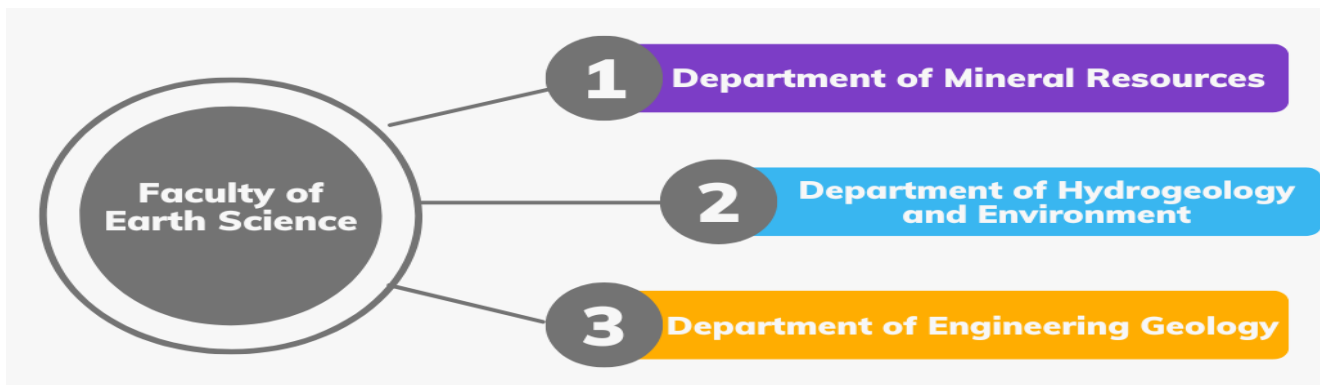 Faculty of
Earth Science
1
Department of Mineral Resources
2
Department of Hydrogeology
and Environment
3
Department of Engineering Geology